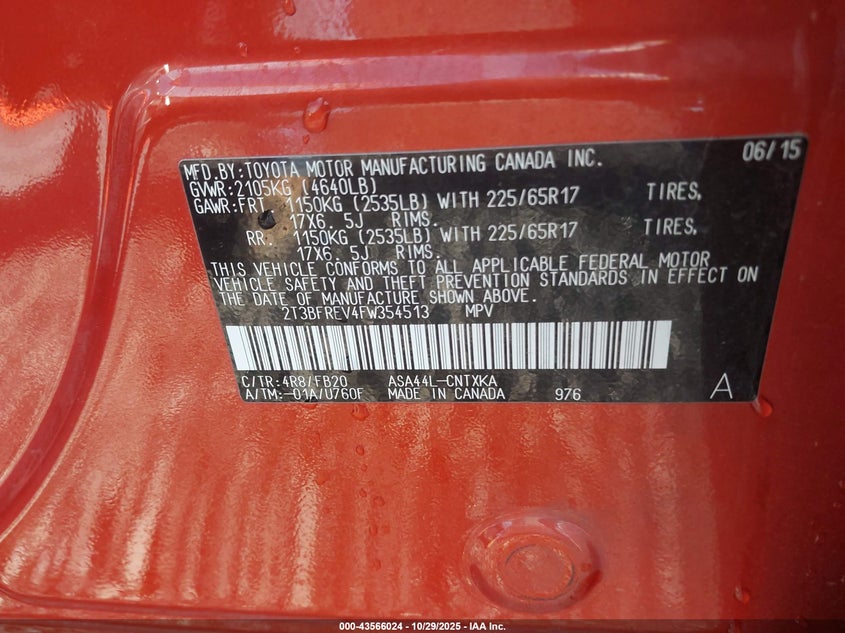 MFD.BY:TOYOTA MOTOR MANUFACTURING CANADA INC. 06/15
GVWR:2105KG (4640LB)
GAWR:FRT 1150KG (2535LB) WITH 225/65R17 TIRES,
17X6. 5J RIMS.
RR 1150KG (2535LB) WITH 225/65R17 TIRES,
17X6. 5J RIMS.
THIS VEHICLE CONFORMS TO ALL APPLICABLE FEDERAL MOTOR
VEHICLE SAFETY AND THEFT PREVENTION STANDARDS IN EFFECT ON
THE DATE OF MANUFACTURE SHOWN ABOVE.
2T3BFREV4FW354513 MPV
C/TR:4R8/FB20 ASA44L-CNTXKA
A/TM:-01A/U760F MADE IN CANADA 976 A
000-43566024 - 10/29/2025 - IAA Inc.